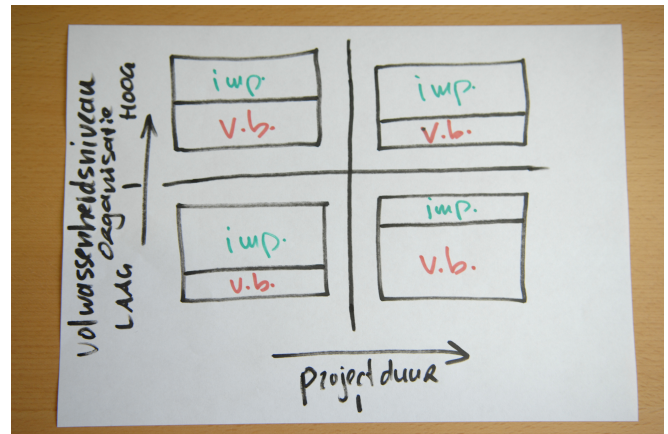 imp.
v.b.
imp.
v.b.
imp.
v.b.
imp.
v.b.
volwassenheidsniveau
organisatie
LAAG
HOOG
projectduur